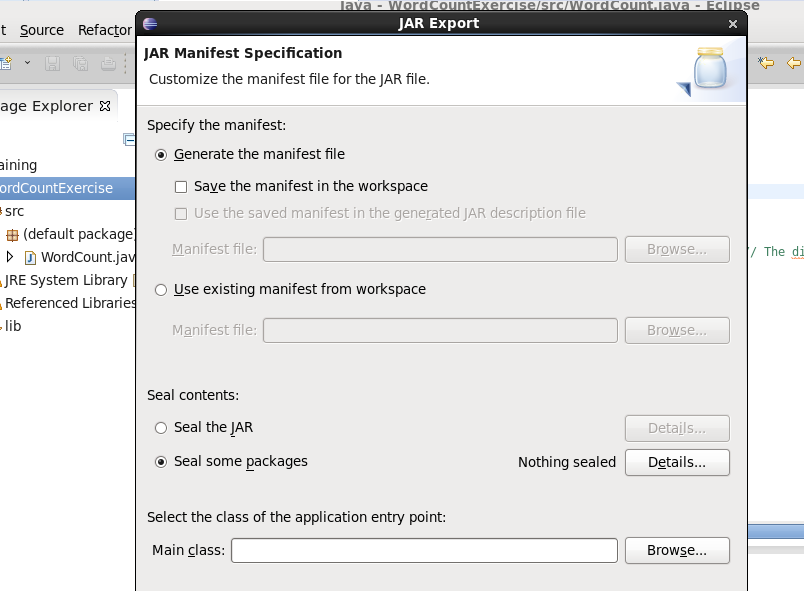 Java - WordCountExercise/src/WordCount.java - Eclipse
JAR Export
t Source Refactor
JAR Manifest Specification
Customize the manifest file for the JAR file.
age Explorer
Specify the manifest:
Generate the manifest file
aining
ordCountExercise
Save the manifest in the workspace
src
Use the saved manifest in the generated JAR description file
(default package)
Manifest file: Browse...
// The di
WordCount.jav
JRE System Library
Use existing manifest from workspace
Referenced Libraries
lib
Manifest file: Browse...
Seal contents:
Seal the JAR Details...
Seal some packages Nothing sealed Details...
Select the class of the application entry point:
Main class: Browse...